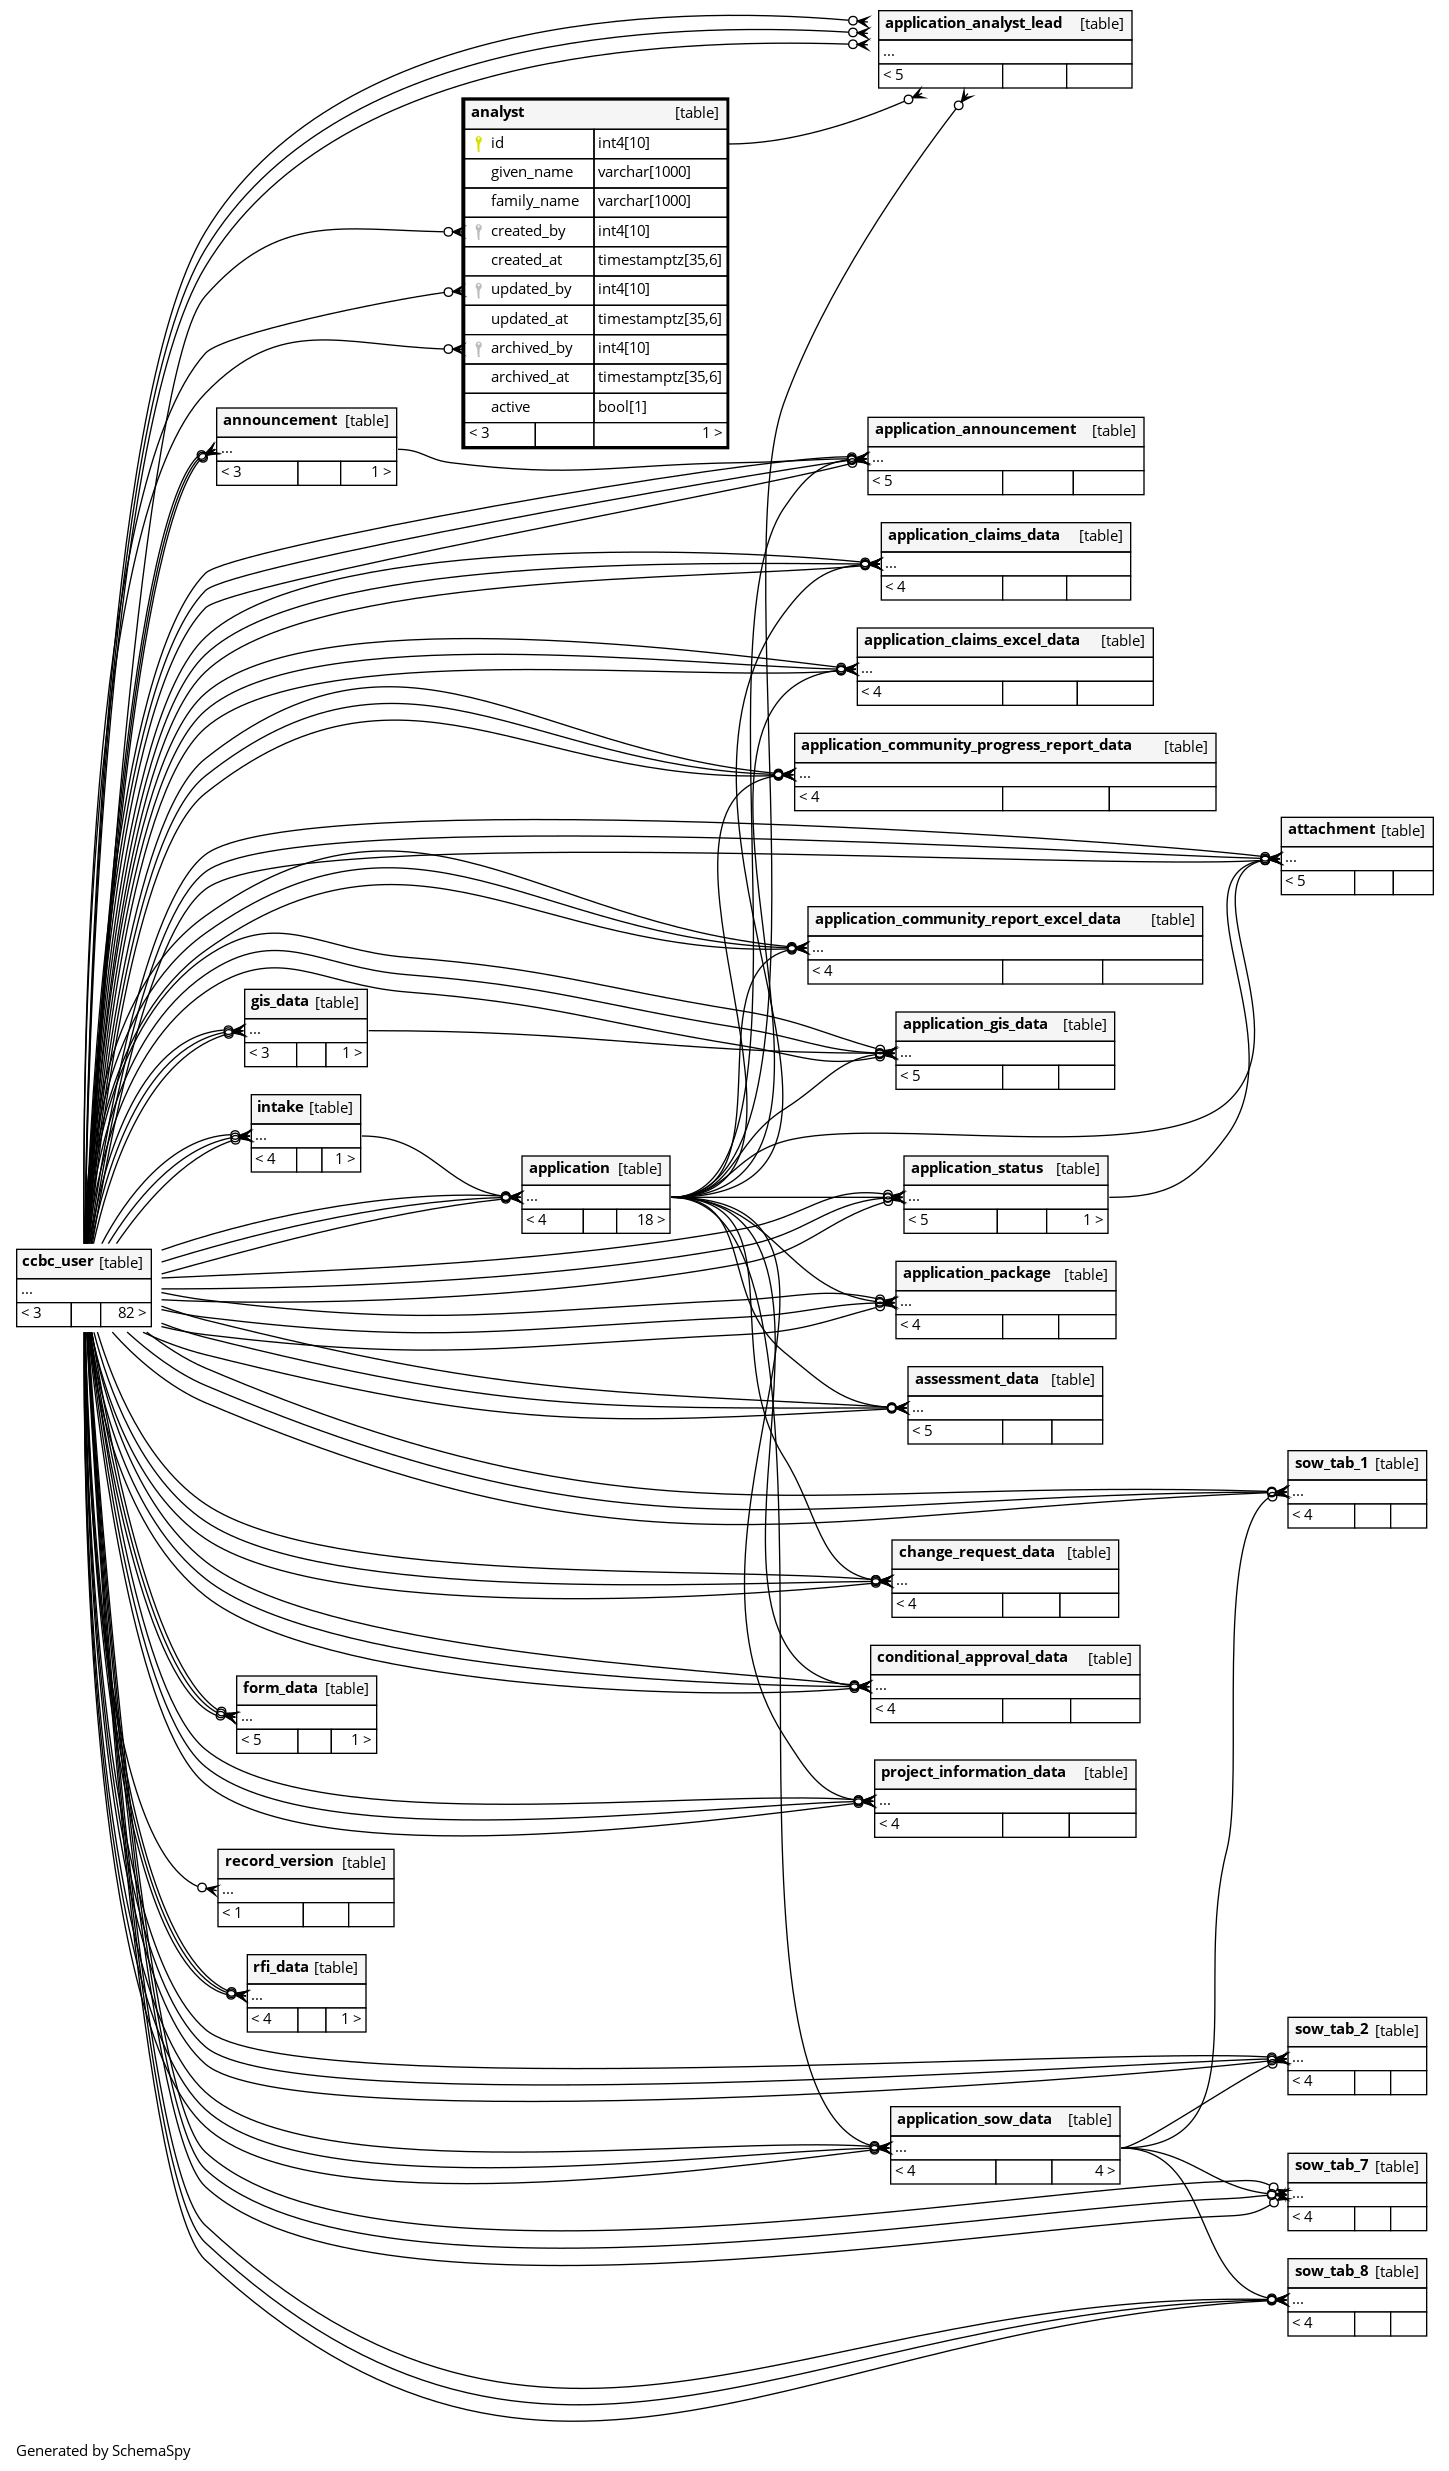 application_analyst_lead [table]
...
< 5
analyst [table]
id int4[10]
given_name varchar[1000]
family_name varchar[1000]
created_by int4[10]
created_at timestamptz[35,6]
updated_by int4[10]
updated_at timestamptz[35,6]
archived_by int4[10]
archived_at timestamptz[35,6]
active bool[1]
< 3 1 >
announcement [table]
...
< 3 1 >
application_announcement [table]
...
< 5
application_claims_data [table]
...
< 4
application_claims_excel_data [table]
...
< 4
application_community_progress_report_data [table]
...
< 4
attachment [table]
...
< 5
application_community_report_excel_data [table]
...
< 4
gis_data [table]
...
< 3 1 >
application_gis_data [table]
...
< 5
intake [table]
...
< 4 1 >
application [table]
...
< 4 18 >
application_status [table]
...
< 5 1 >
ccbc_user [table]
...
< 3 82 >
application_package [table]
...
< 4
assessment_data [table]
...
< 5
sow_tab_1 [table]
...
< 4
change_request_data [table]
...
< 4
conditional_approval_data [table]
...
< 4
form_data [table]
...
< 5 1 >
project_information_data [table]
...
< 4
record_version [table]
...
< 1
rfi_data [table]
...
< 4 1 >
sow_tab_2 [table]
...
< 4
application_sow_data [table]
...
< 4 4 >
sow_tab_7 [table]
...
< 4
sow_tab_8 [table]
...
< 4
Generated by SchemaSpy